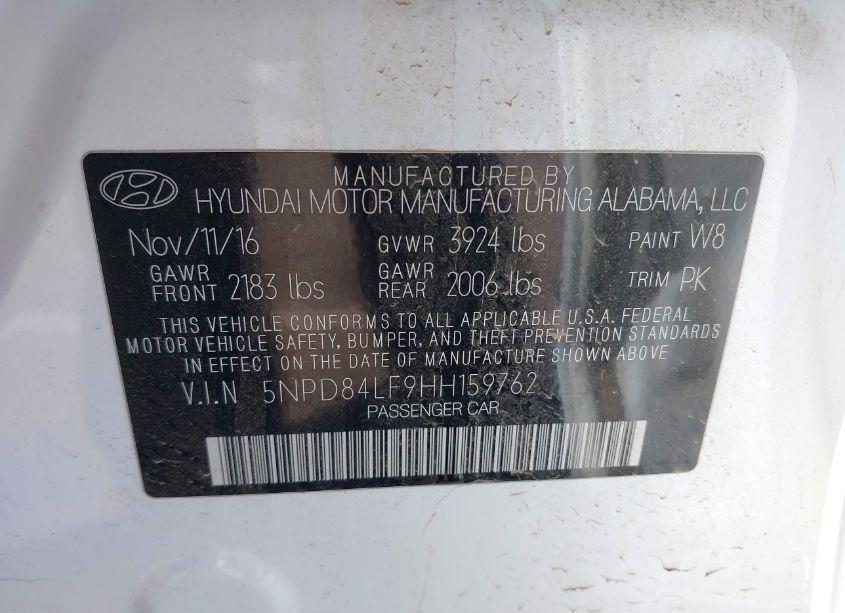 MANUFACTURED BY
HYUNDAI MOTOR MANUFACTURING ALABAMA, LLC
Nov/11/16 GVWR 3924 lbs PAINT W8
GAWR FRONT 2183 lbs GAWR REAR 2006 lbs TRIM PK
THIS VEHICLE CONFORMS TO ALL APPLICABLE U.S.A. FEDERAL
MOTOR VEHICLE SAFETY, BUMPER, AND THEFT PREVENTION STANDARDS
IN EFFECT ON THE DATE OF MANUFACTURE SHOWN ABOVE
V.I.N 5NPD84LF9HH159762
PASSENGER CAR